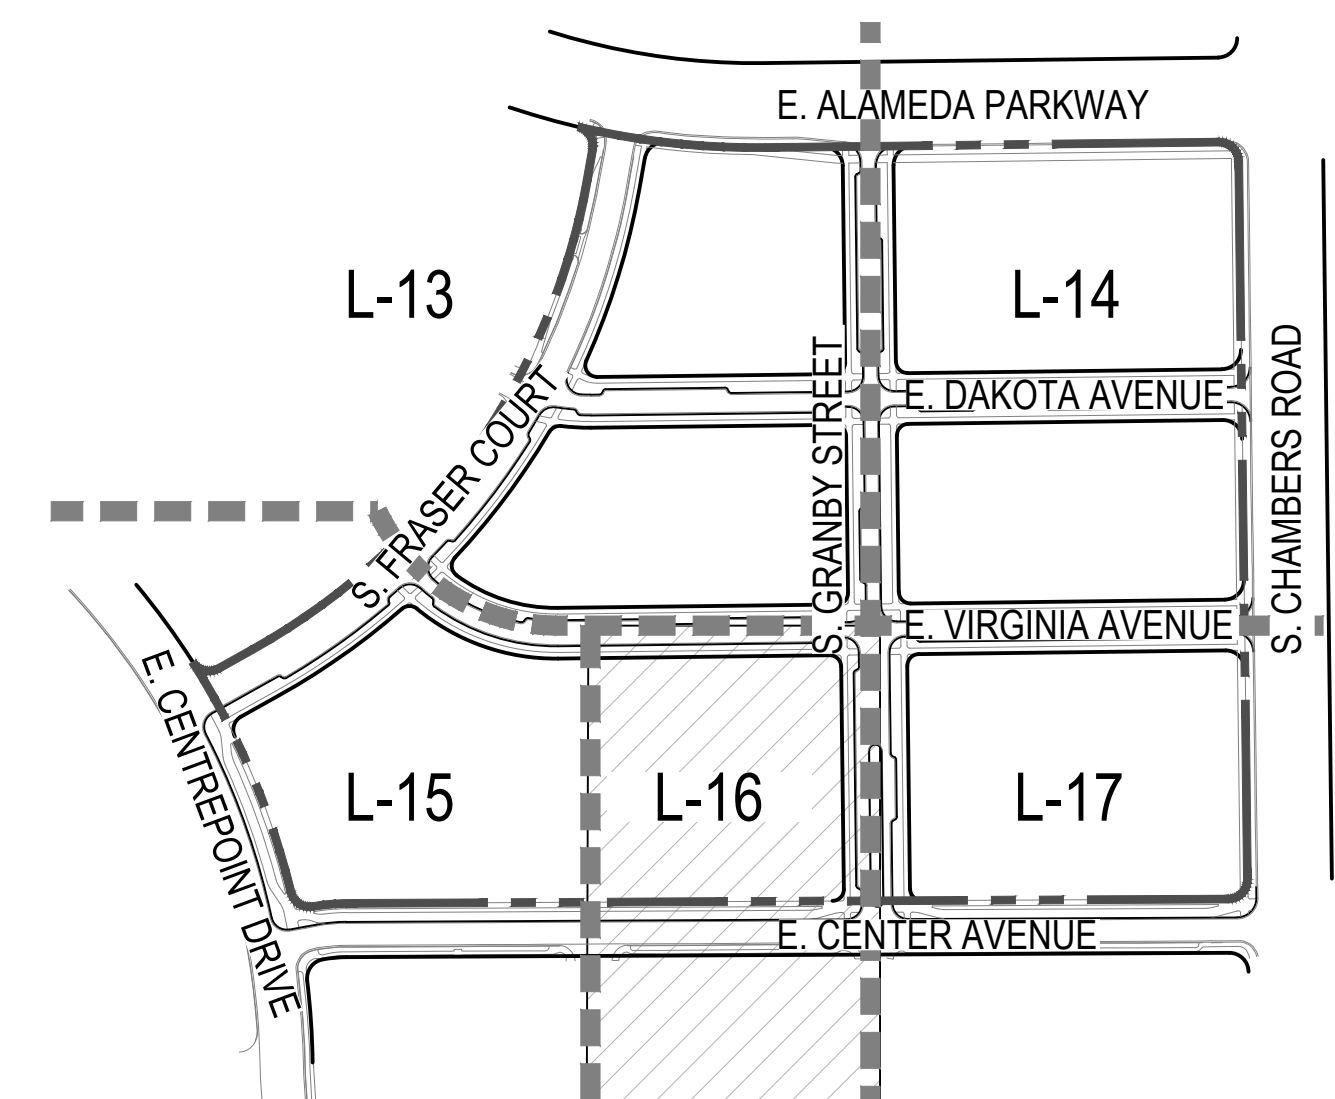 E. ALAMEDA PARKWAY
L-13
L-14
S. GRANBY STREET
S. CHAMBERS ROAD
E. DAKOTA AVENUE
S. FRASER COURT
E. VIRGINIA AVENUE
E. CENTREPOINT DRIVE
L-15
L-16
L-17
E. CENTER AVENUE